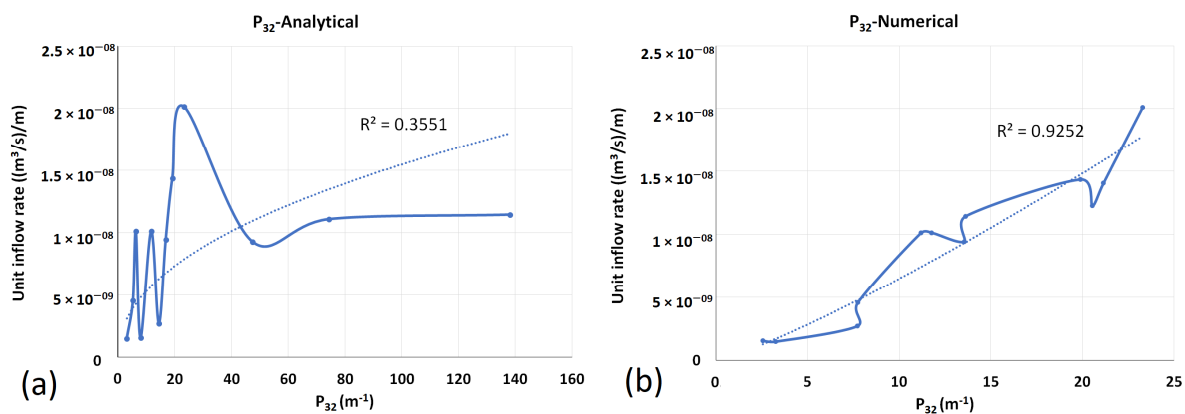 P₃₂-Analytical
2.5 × 10⁻⁰⁸
2 × 10⁻⁰⁸
1.5 × 10⁻⁰⁸
1 × 10⁻⁰⁸
5 × 10⁻⁰⁹
0
Unit inflow rate ((m³/s)/m)
R² = 0.3551
0 20 40 60 80 100 120 140 160
P₃₂ (m⁻¹)
(a)
P₃₂-Numerical
2.5 × 10⁻⁰⁸
2 × 10⁻⁰⁸
1.5 × 10⁻⁰⁸
1 × 10⁻⁰⁸
5 × 10⁻⁰⁹
0
Unit inflow rate ((m³/s)/m)
R² = 0.9252
0 5 10 15 20 25
P₃₂ (m⁻¹)
(b)